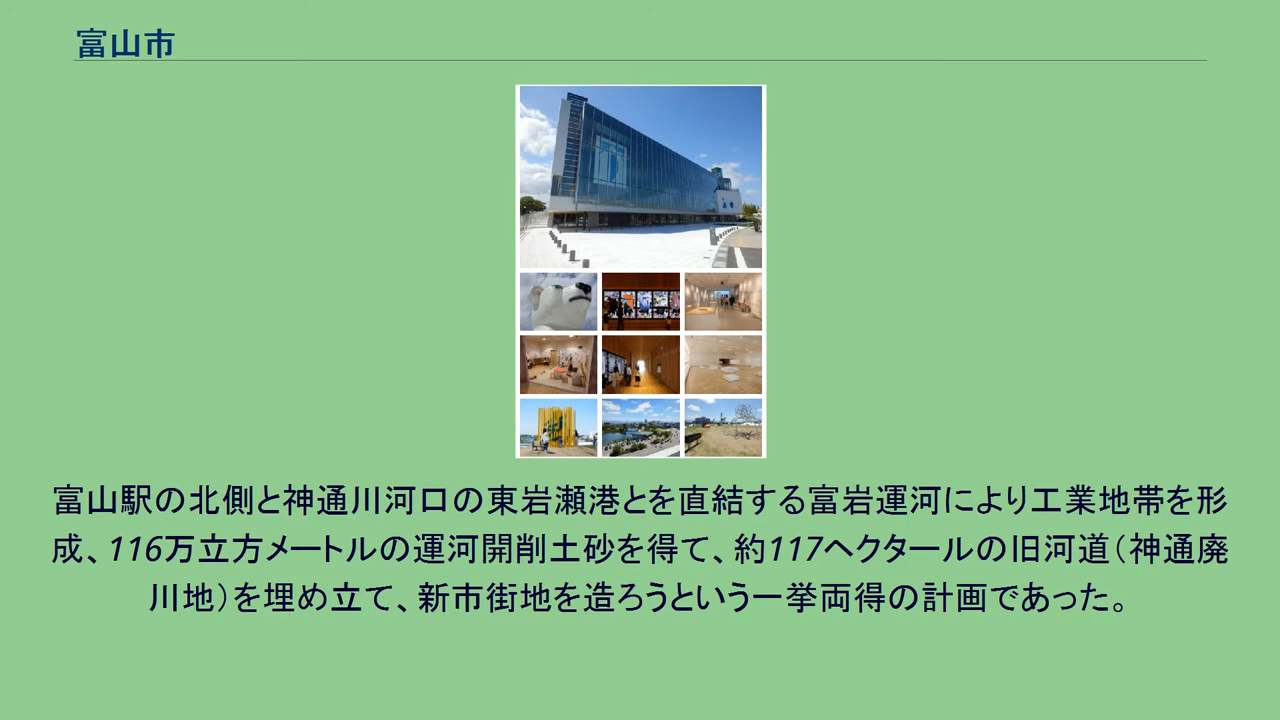 富山市
富山駅の北側と神通川河口の東岩瀬港とを直結する富岩運河により工業地帯を形
成、116万立方メートルの運河開削土砂を得て、約117ヘクタールの旧河道（神通廃
川地）を埋め立て、新市街地を造ろうという一挙両得の計画であった。